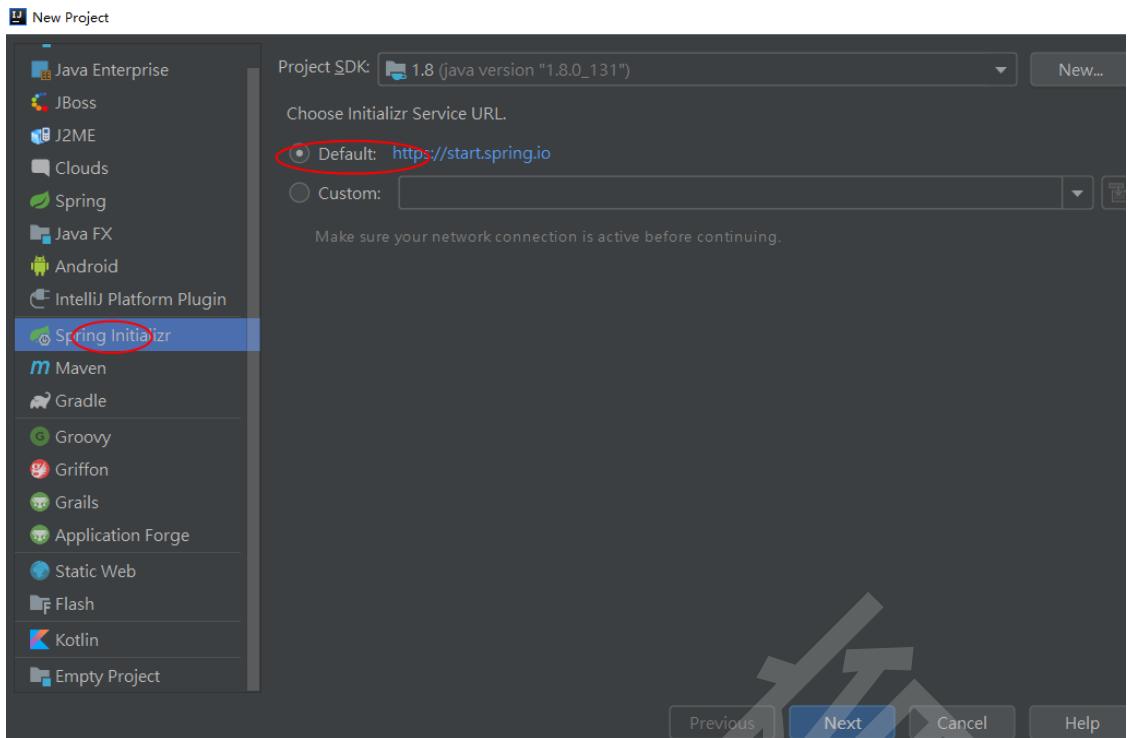 New Project
Java Enterprise
JBoss
J2ME
Clouds
Spring
Java FX
Android
IntelliJ Platform Plugin
Spring Initializr
Maven
Gradle
Groovy
Griffon
Grails
Application Forge
Static Web
Flash
Kotlin
Empty Project
Project SDK: 1.8 (java version "1.8.0_131") New...
Choose Initializr Service URL.
Default: https://start.spring.io
Custom:
Make sure your network connection is active before continuing.
Previous Next Cancel Help